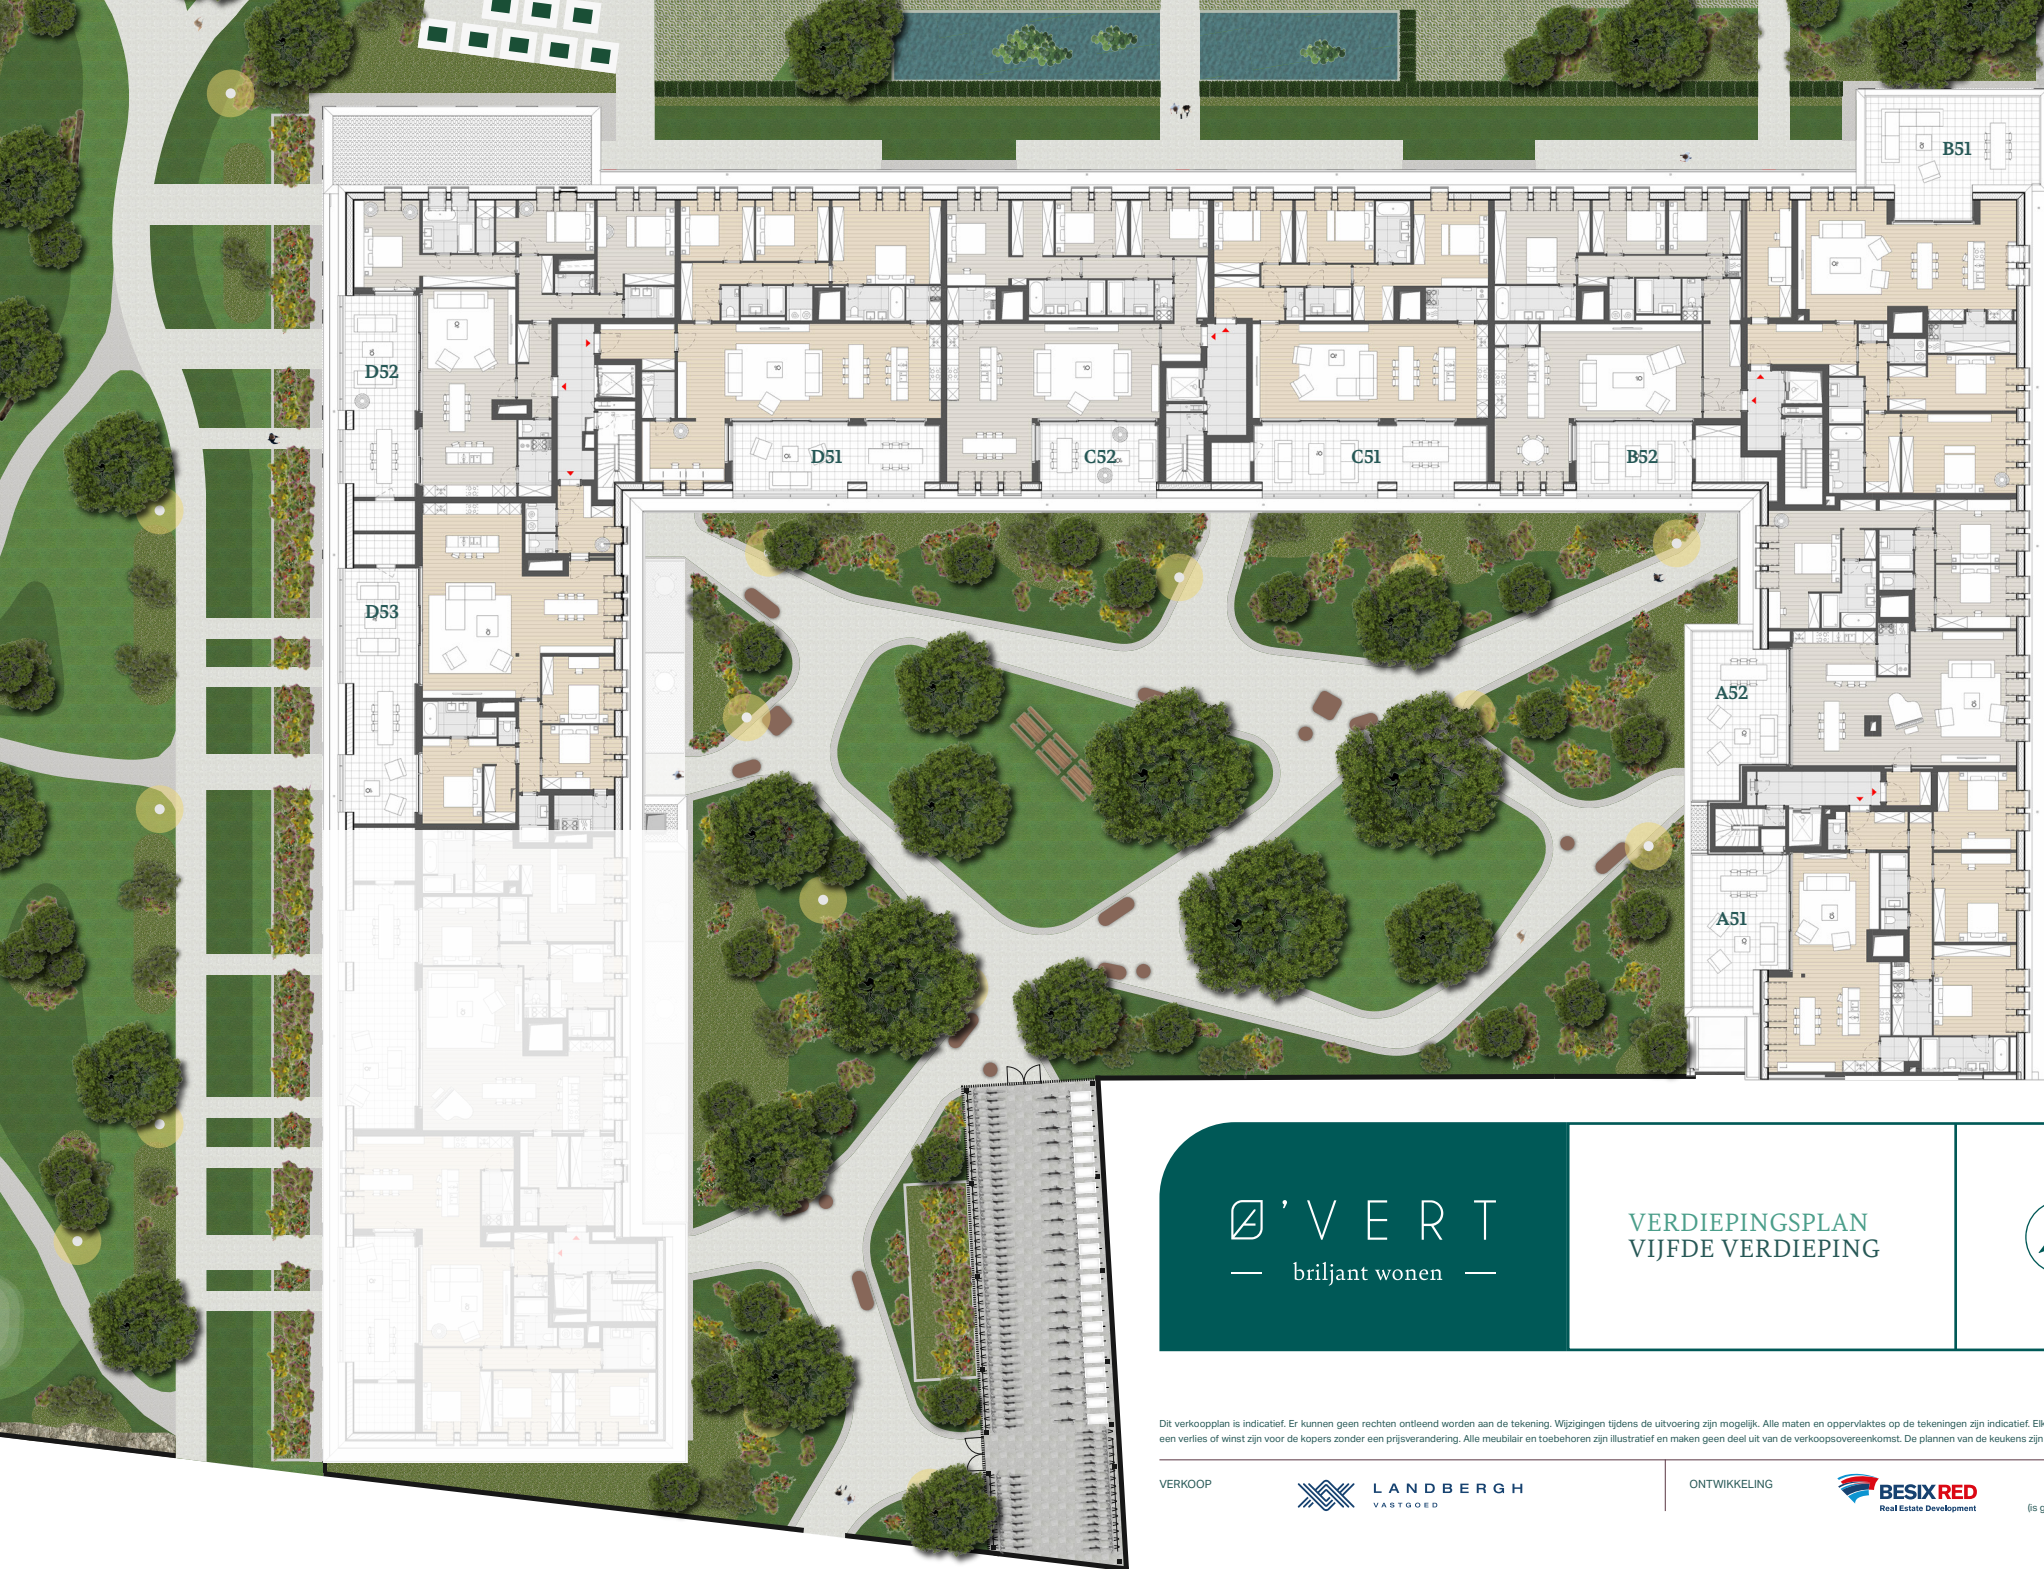 B51
D52
D51
C52
C51
B52
D53
A52
A51
Ø'VERT
briljant wonen
VERDIEPINGSPLAN
VIJFDE VERDIEPING
Dit verkoopplan is indicatief. Er kunnen geen rechten ontleend worden aan de tekening. Wijzigingen tijdens de uitvoering zijn mogelijk. Alle maten en oppervlaktes op de tekeningen zijn indicatief.
een verlies of winst zijn voor de kopers zonder een prijsverandering. Alle meubilair en toebehoren zijn illustratief en maken geen deel uit van de verkoopsovereenkomst. De plannen van de keukens zijn
VERKOOP
LANDBERGH
VASTGOED
ONTWIKKELING
BESIX RED
Real Estate Development
(is